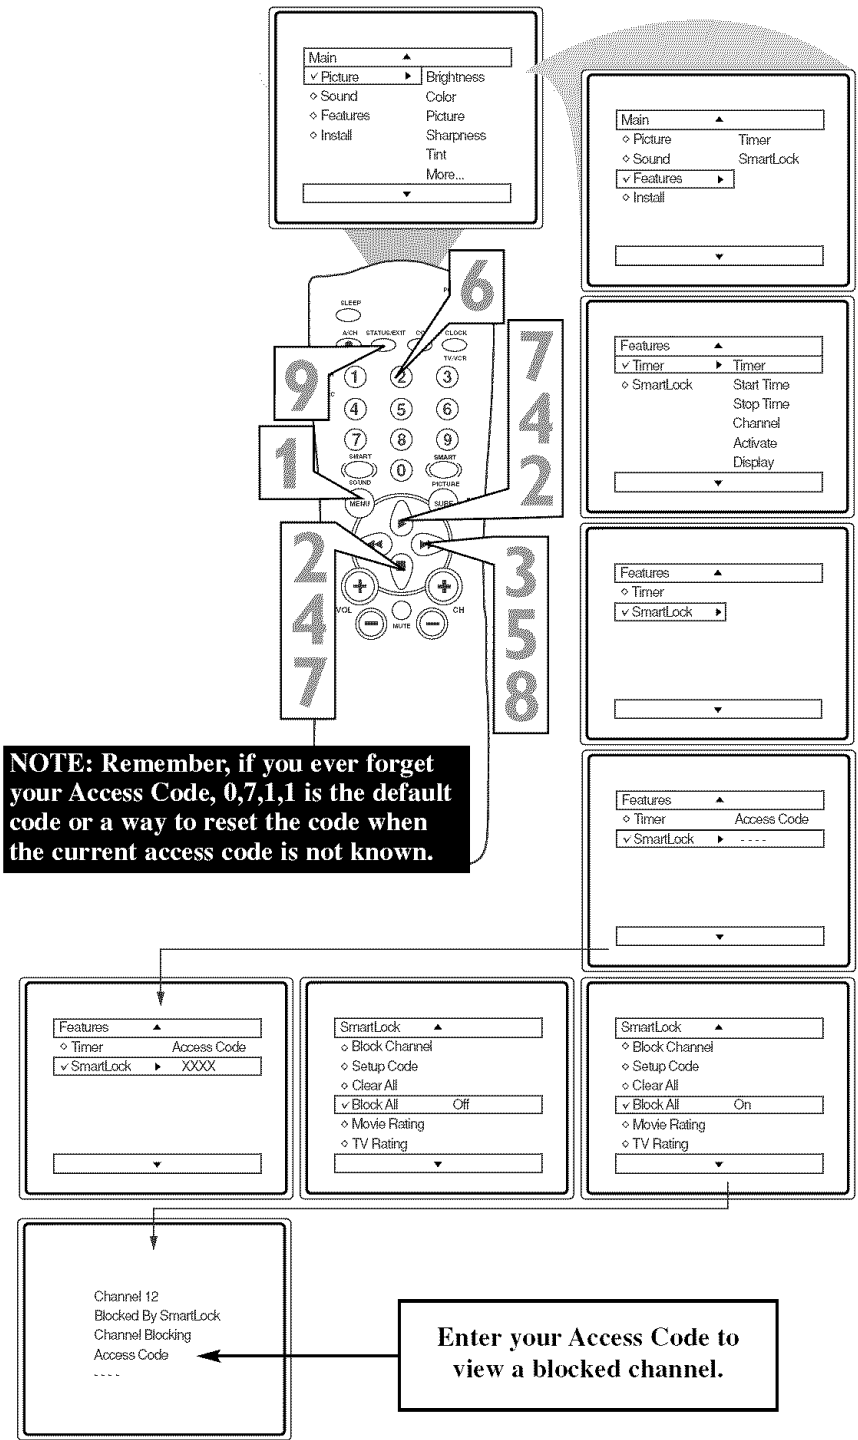 Main ▲
✓ Picture ▶ Brightness
◇ Sound Color
◇ Features Picture
◇ Install Sharpness
Tint
More...
▼
Main ▲
◇ Picture Timer
◇ Sound SmartLock
✓ Features ▶
◇ Install
▼
6
SLEEP
A/CH STATUS/EXIT CLOCK
TV/VCR
9
1 2 3
4 5 6
7 8 9
SMART 0 SMART
SOUND PICTURE
MENU SURF
1
7
4
2
2
4
7
3
5
8
VOL MUTE CH
Features ▲
✓ Timer ▶ Timer
◇ SmartLock Start Time
Stop Time
Channel
Activate
Display
▼
Features ▲
◇ Timer
✓ SmartLock ▶
▼
NOTE: Remember, if you ever forget
your Access Code, 0,7,1,1 is the default
code or a way to reset the code when
the current access code is not known.
Features ▲
◇ Timer Access Code
✓ SmartLock ▶ - - - -
▼
Features ▲
◇ Timer Access Code
✓ SmartLock ▶ XXXX
▼
SmartLock ▲
◇ Block Channel
◇ Setup Code
◇ Clear All
✓ Block All Off
◇ Movie Rating
◇ TV Rating
▼
SmartLock ▲
◇ Block Channel
◇ Setup Code
◇ Clear All
✓ Block All On
◇ Movie Rating
◇ TV Rating
▼
Channel 12
Blocked By SmartLock
Channel Blocking
Access Code
- - - -
Enter your Access Code to
view a blocked channel.